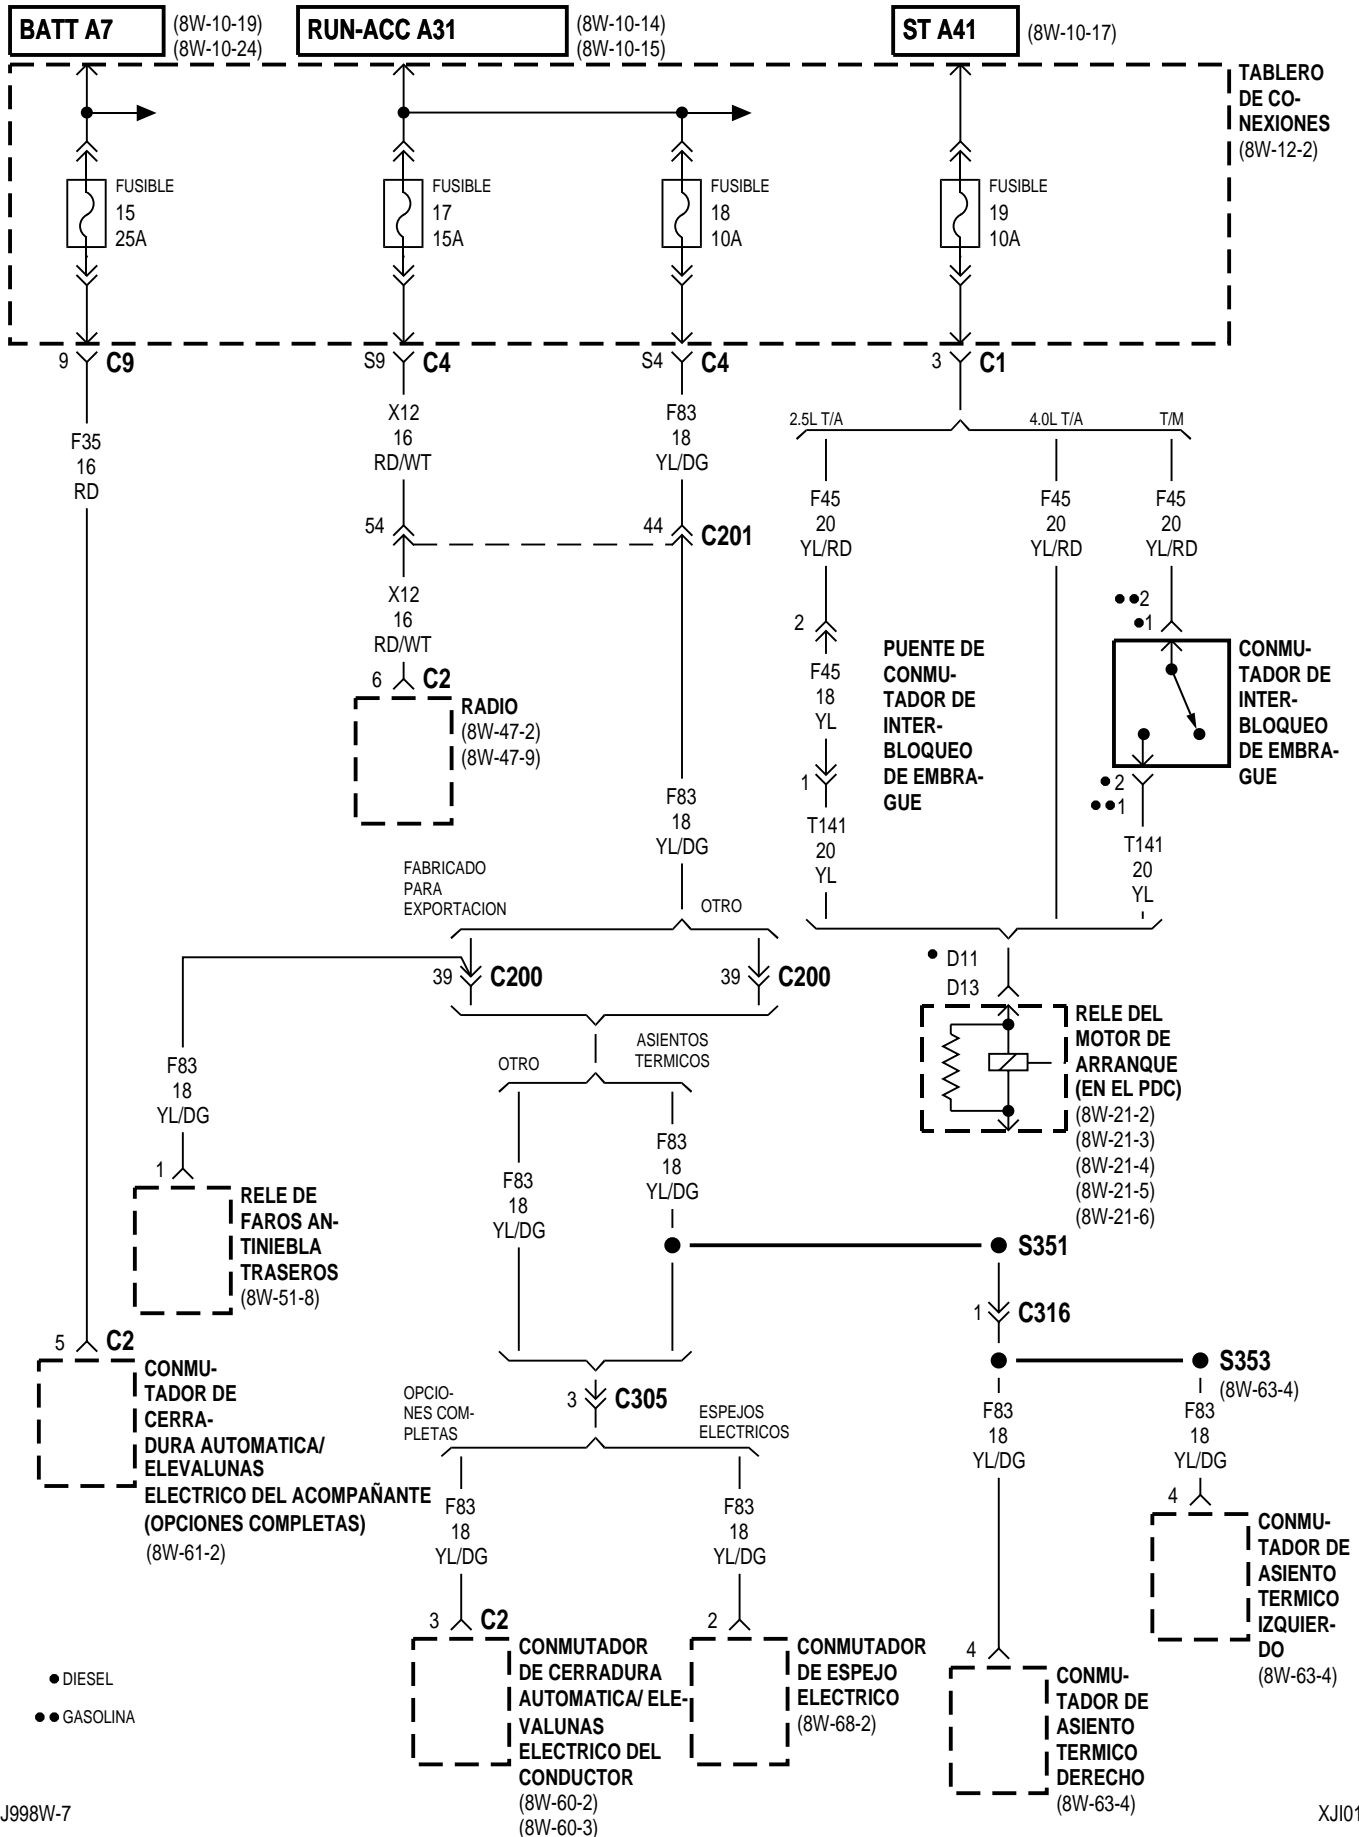 BATT A7
(8W-10-19)
(8W-10-24)
RUN-ACC A31
(8W-10-14)
(8W-10-15)
ST A41
(8W-10-17)
TABLERO
DE CO-
NEXIONES
(8W-12-2)
FUSIBLE
15
25A
FUSIBLE
17
15A
FUSIBLE
18
10A
FUSIBLE
19
10A
9 C9
S9 C4
S4 C4
3 C1
F35
16
RD
X12
16
RD/WT
F83
18
YL/DG
2.5L T/A
4.0L T/A
T/M
F45
20
YL/RD
F45
20
YL/RD
F45
20
YL/RD
54
44 C201
X12
16
RD/WT
6 C2
RADIO
(8W-47-2)
(8W-47-9)
2
F45
18
YL
1
T141
20
YL
PUENTE DE
CONMU-
TADOR DE
INTER-
BLOQUEO
DE EMBRA-
GUE
●●2
●1
CONMU-
TADOR DE
INTER-
BLOQUEO
DE EMBRA-
GUE
●2
●●1
T141
20
YL
F83
18
YL/DG
FABRICADO
PARA
EXPORTACION
OTRO
39 C200
39 C200
● D11
D13
RELE DEL
MOTOR DE
ARRANQUE
(EN EL PDC)
(8W-21-2)
(8W-21-3)
(8W-21-4)
(8W-21-5)
(8W-21-6)
OTRO
ASIENTOS
TERMICOS
F83
18
YL/DG
F83
18
YL/DG
F83
18
YL/DG
1
RELE DE
FAROS AN-
TINIEBLA
TRASEROS
(8W-51-8)
S351
1 C316
S353
(8W-63-4)
5 C2
CONMU-
TADOR DE
CERRA-
DURA AUTOMATICA/
ELEVALUNAS
ELECTRICO DEL ACOMPAÑANTE
(OPCIONES COMPLETAS)
(8W-61-2)
OPCIO-
NES COM-
PLETAS
3 C305
ESPEJOS
ELECTRICOS
F83
18
YL/DG
F83
18
YL/DG
F83
18
YL/DG
F83
18
YL/DG
3 C2
CONMUTADOR
DE CERRADURA
AUTOMATICA/ ELE-
VALUNAS
ELECTRICO DEL
CONDUCTOR
(8W-60-2)
(8W-60-3)
2
CONMUTADOR
DE ESPEJO
ELECTRICO
(8W-68-2)
4
CONMU-
TADOR DE
ASIENTO
TERMICO
DERECHO
(8W-63-4)
4
CONMU-
TADOR DE
ASIENTO
TERMICO
IZQUIER-
DO
(8W-63-4)
● DIESEL
●● GASOLINA
J998W-7
XJI01